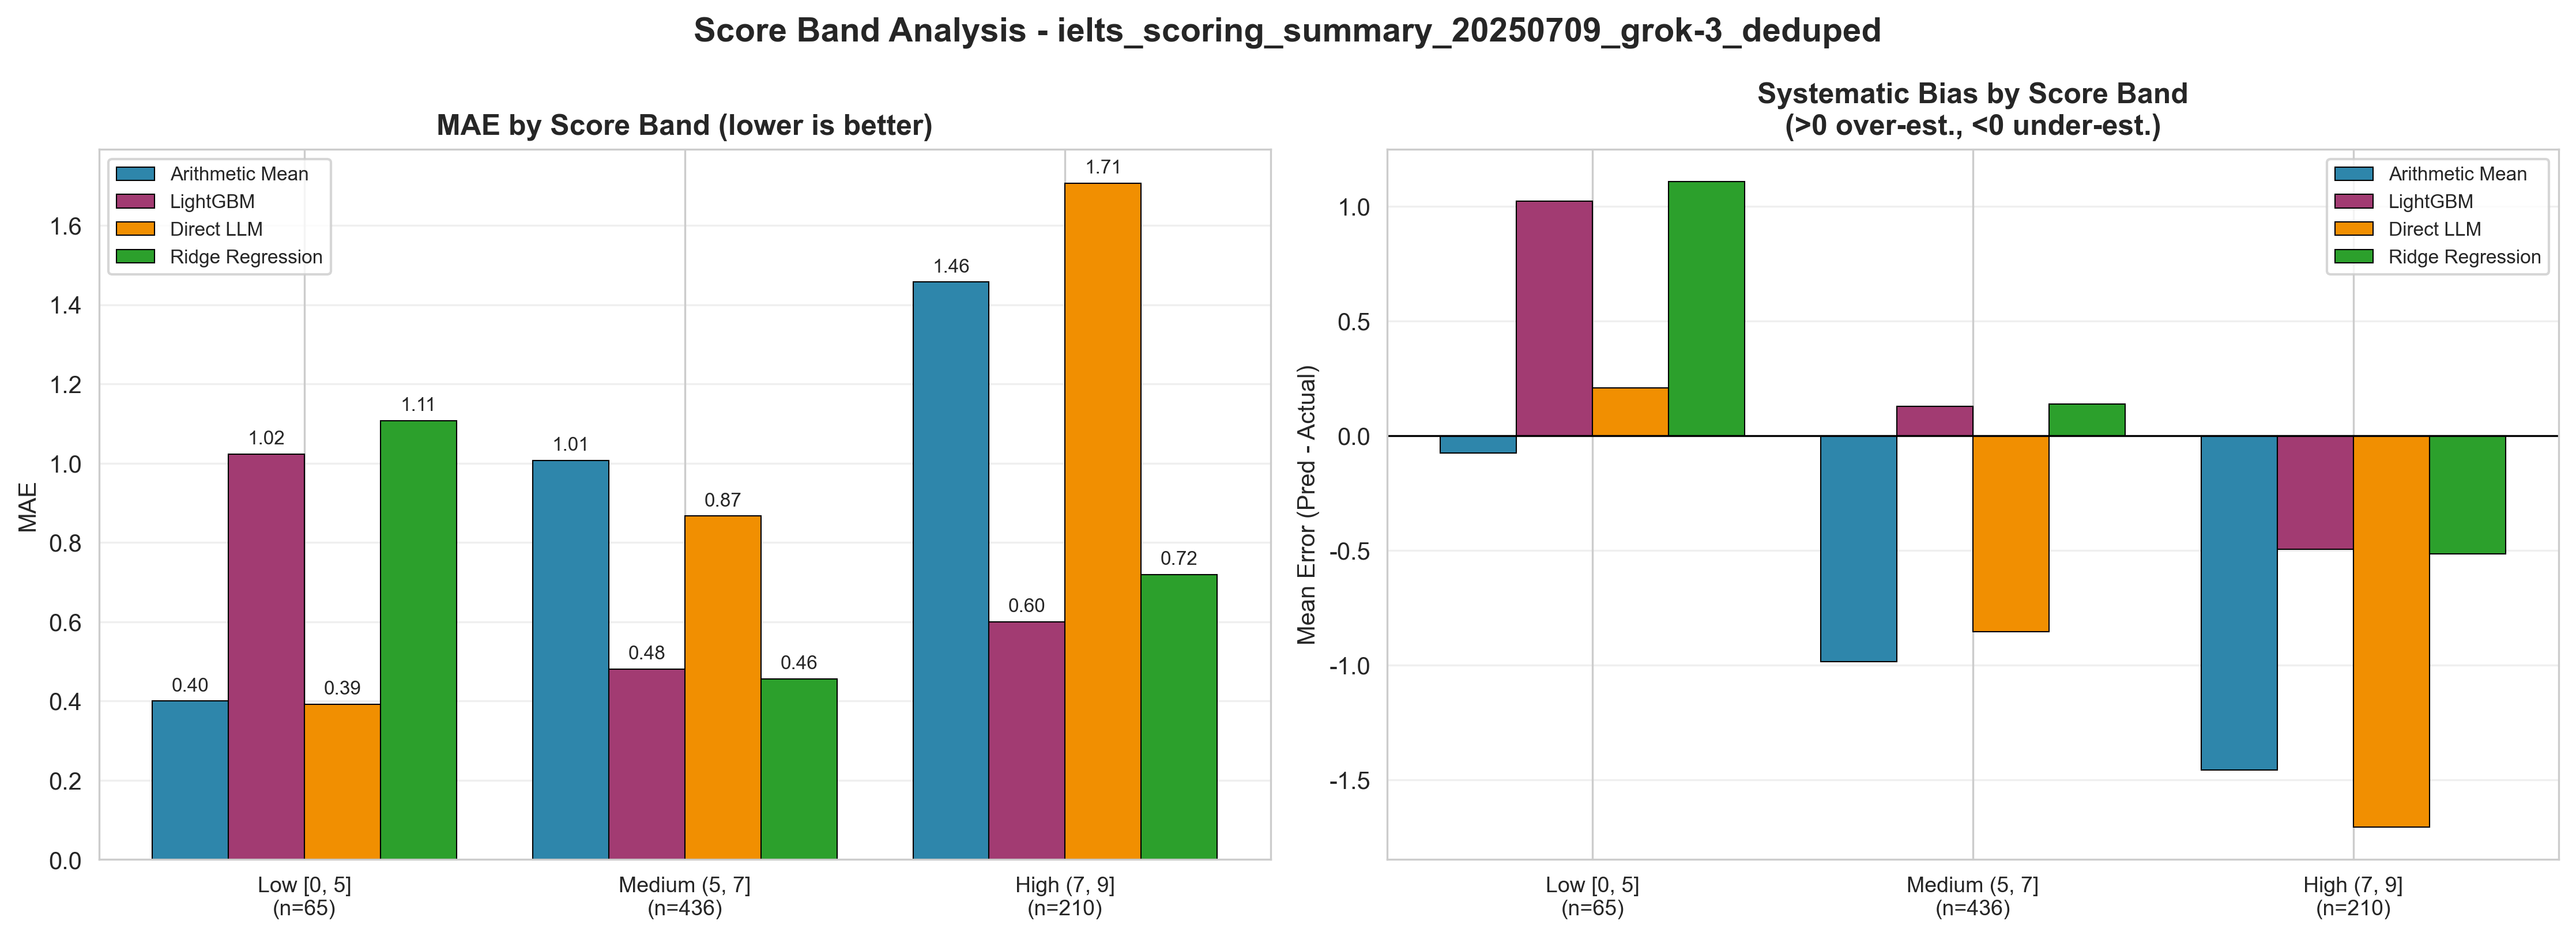 Score Band Analysis - ielts_scoring_summary_20250709_grok-3_deduped
MAE by Score Band (lower is better)
Arithmetic Mean
LightGBM
Direct LLM
Ridge Regression
MAE
1.6
1.4
1.2
1.0
0.8
0.6
0.4
0.2
0.0
0.40
1.02
0.39
1.11
1.01
0.48
0.87
0.46
1.46
0.60
1.71
0.72
Low [0, 5]
(n=65)
Medium (5, 7]
(n=436)
High (7, 9]
(n=210)
Systematic Bias by Score Band
(>0 over-est., <0 under-est.)
Arithmetic Mean
LightGBM
Direct LLM
Ridge Regression
Mean Error (Pred - Actual)
1.0
0.5
0.0
-0.5
-1.0
-1.5
Low [0, 5]
(n=65)
Medium (5, 7]
(n=436)
High (7, 9]
(n=210)